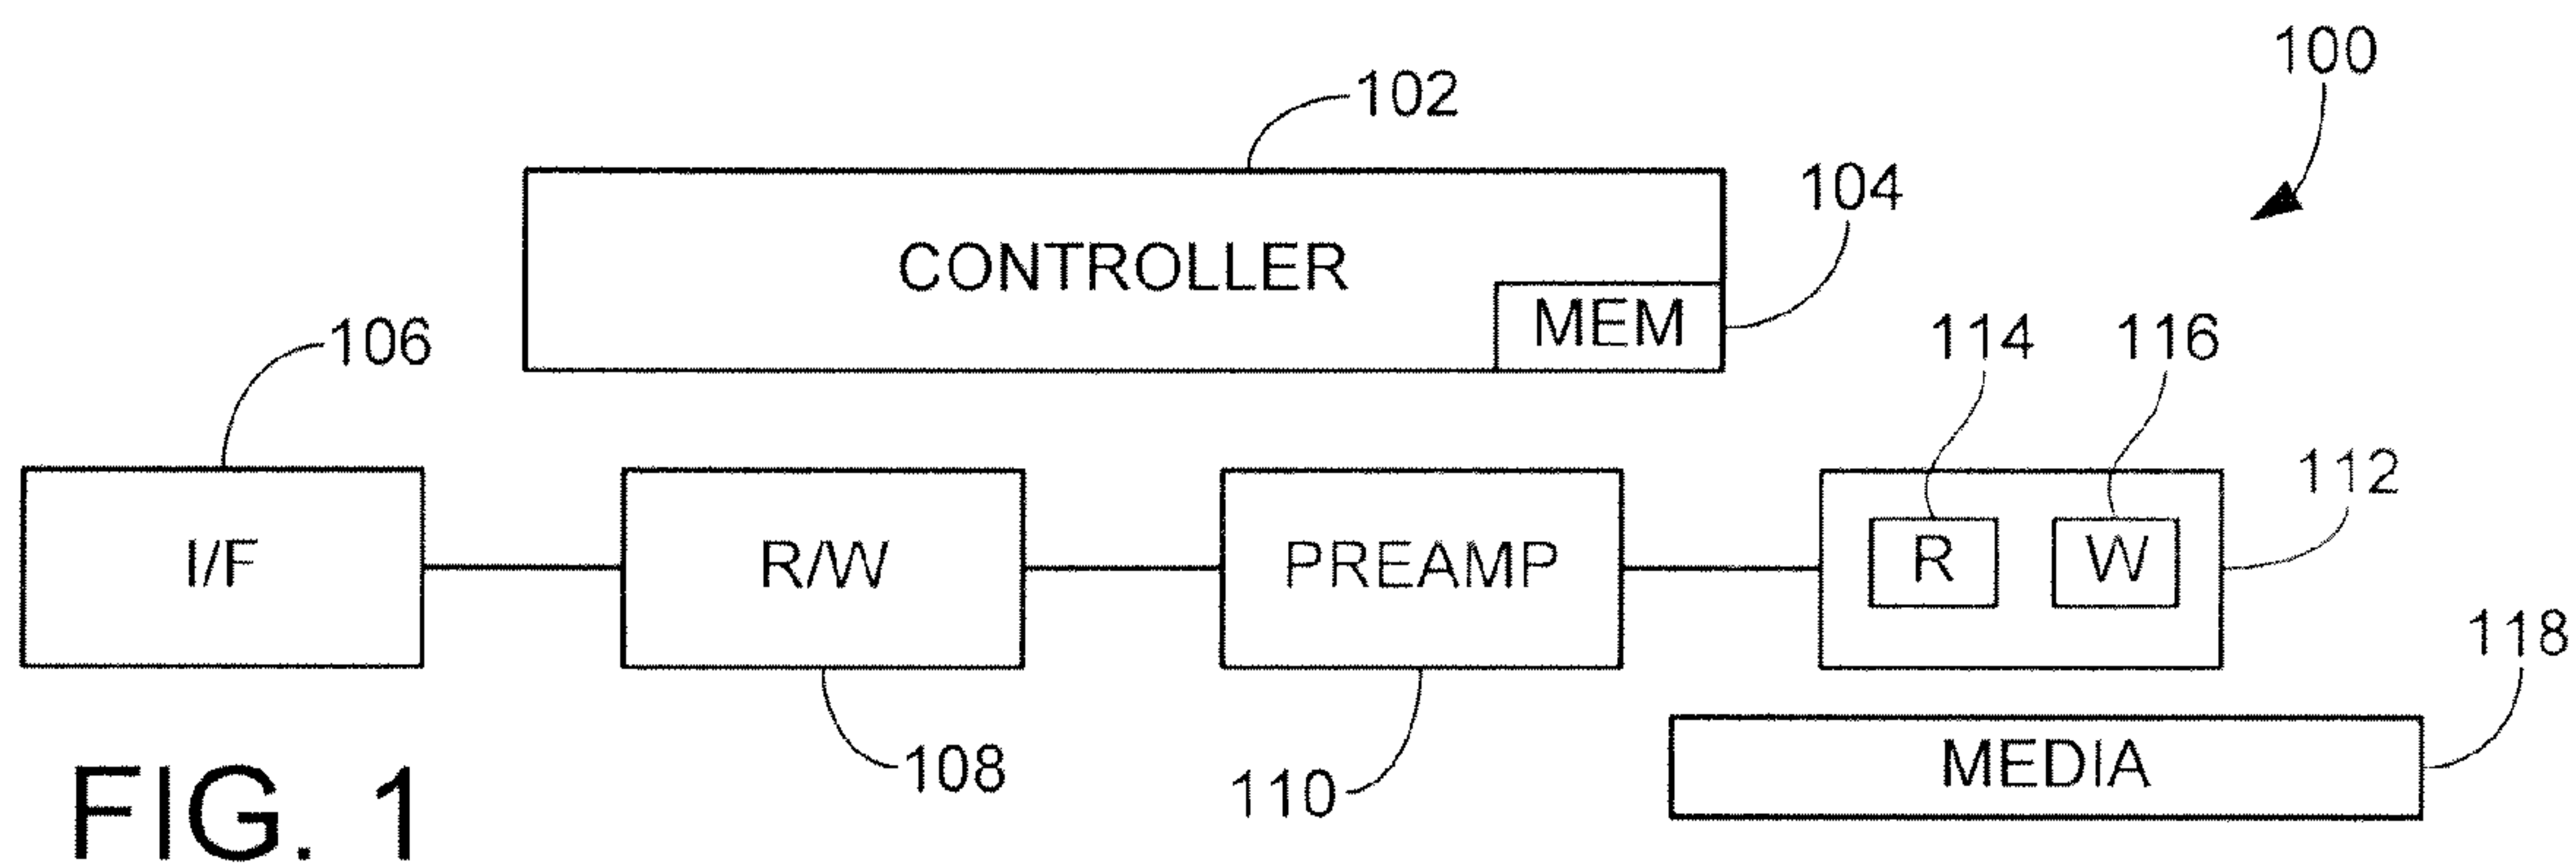 100
102
104
CONTROLLER
MEM
106
114 116
112
I/F R/W PREAMP R W
118
108 110 MEDIA
FIG. 1